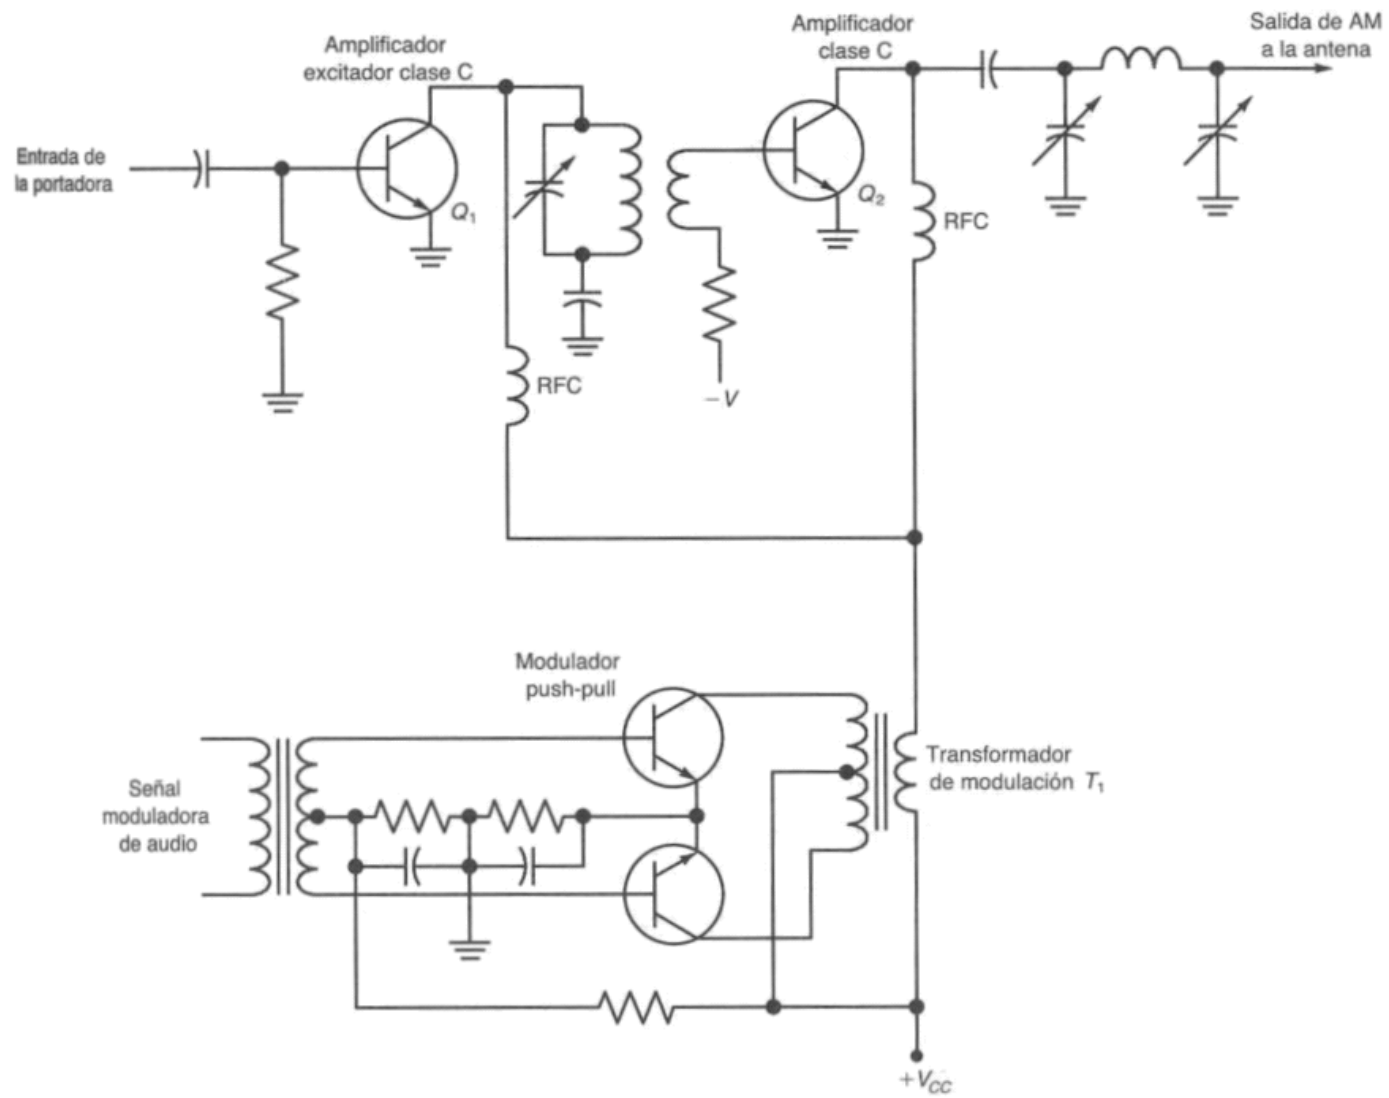 Amplificador
excitador clase C
Amplificador
clase C
Salida de AM
a la antena
Entrada de
la portadora
Q1
Q2
RFC
RFC
−V
Modulador
push-pull
Señal
moduladora
de audio
Transformador
de modulación T1
+VCC